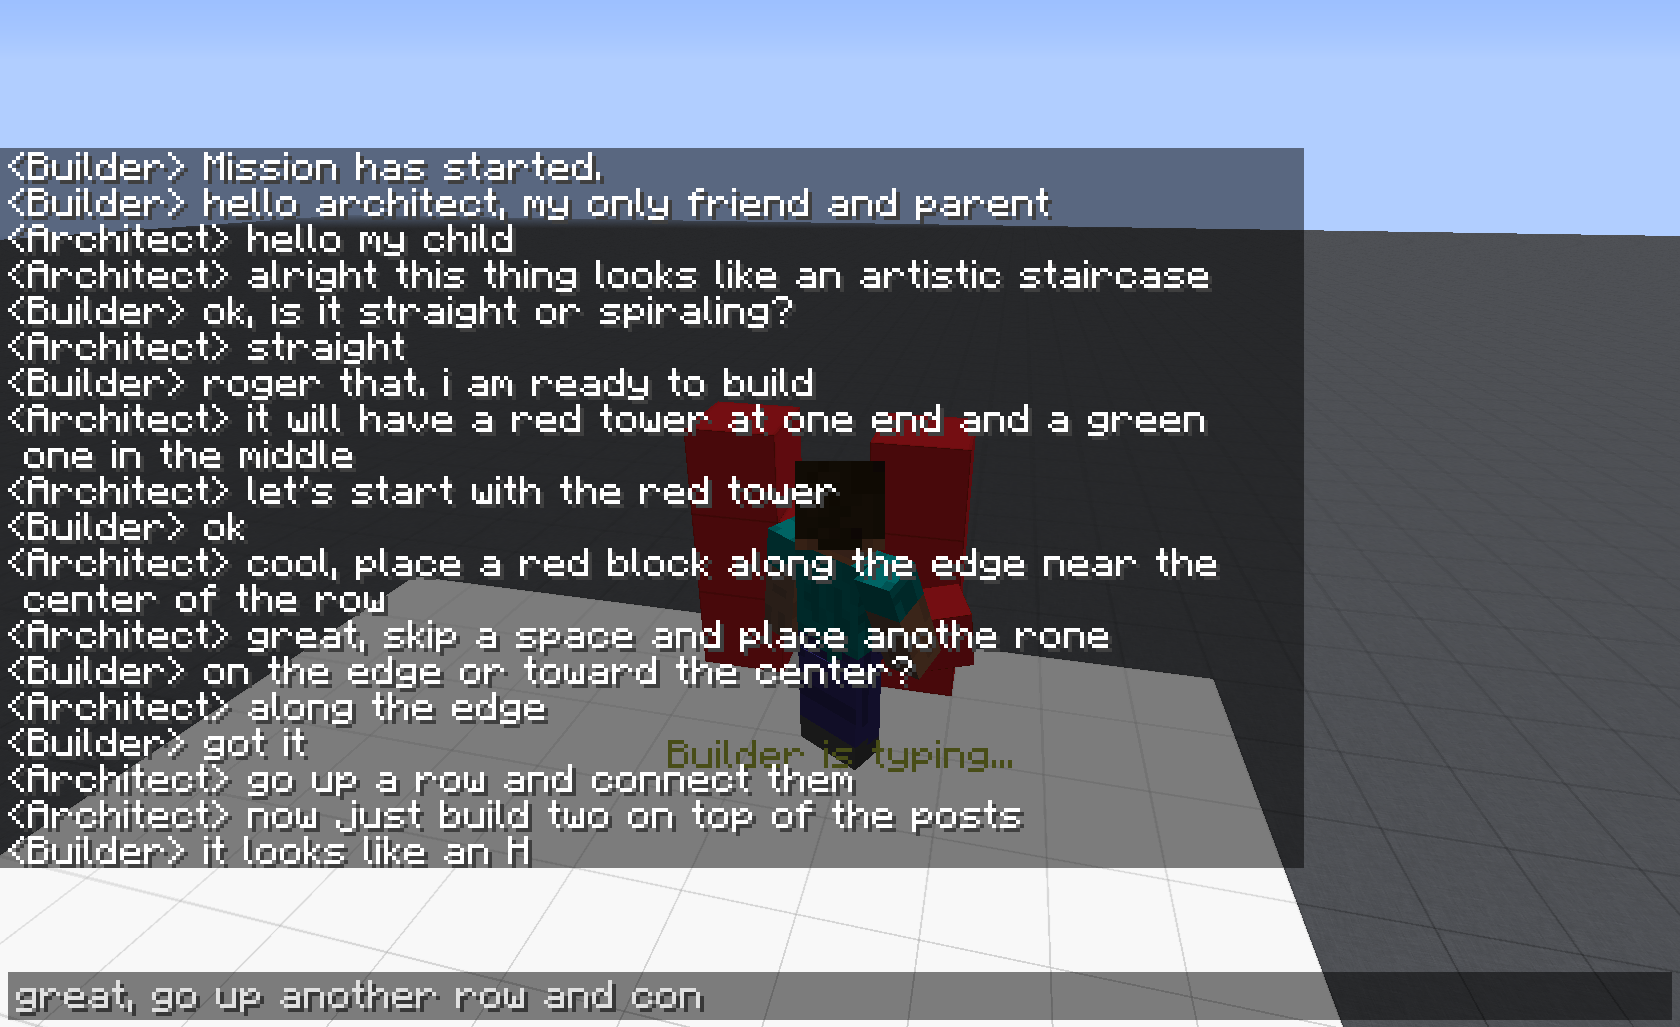 <Builder> Mission has started.
<Builder> hello architect, my only friend and parent
<Architect> hello my child
<Architect> alright this thing looks like an artistic staircase
<Builder> ok, is it straight or spiraling?
<Architect> straight
<Builder> roger that. i am ready to build
<Architect> it will have a red tower at one end and a green
one in the middle
<Architect> let's start with the red tower
<Builder> ok
<Architect> cool, place a red block along the edge near the
center of the row
<Architect> great, skip a space and place anothe rone
<Builder> on the edge or toward the center?
<Architect> along the edge
<Builder> got it
Builder is typing...
<Architect> go up a row and connect them
<Architect> now just build two on top of the posts
<Builder> it looks like an H
great, go up another row and con